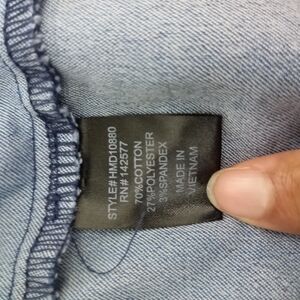 STYLE# HMD10880
RN# 142577
70%COTTON
27%POLYESTER
3%SPANDEX
MADE IN
VIETNAM